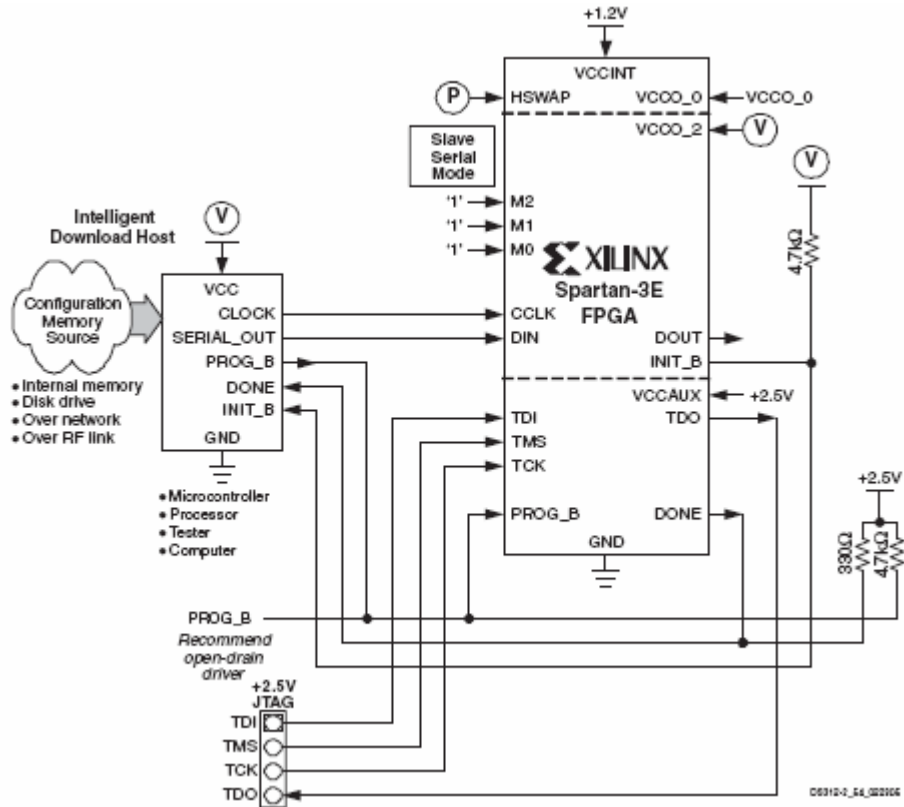 +1.2V
VCCINT
P
HSWAP
VCCO_0
VCCO_0
VCCO_2
V
V
Slave
Serial
Mode
'1'
M2
'1'
M1
'1'
M0
4.7kΩ
XILINX
Spartan-3E
FPGA
Intelligent
Download Host
V
VCC
Configuration
Memory
Source
CLOCK
SERIAL_OUT
PROG_B
DONE
INIT_B
GND
• Internal memory
• Disk drive
• Over network
• Over RF link
• Microcontroller
• Processor
• Tester
• Computer
CCLK
DIN
DOUT
INIT_B
VCCAUX
+2.5V
TDI
TDO
TMS
TCK
PROG_B
DONE
GND
+2.5V
330Ω
4.7kΩ
PROG_B
Recommend
open-drain
driver
+2.5V
JTAG
TDI
TMS
TCK
TDO